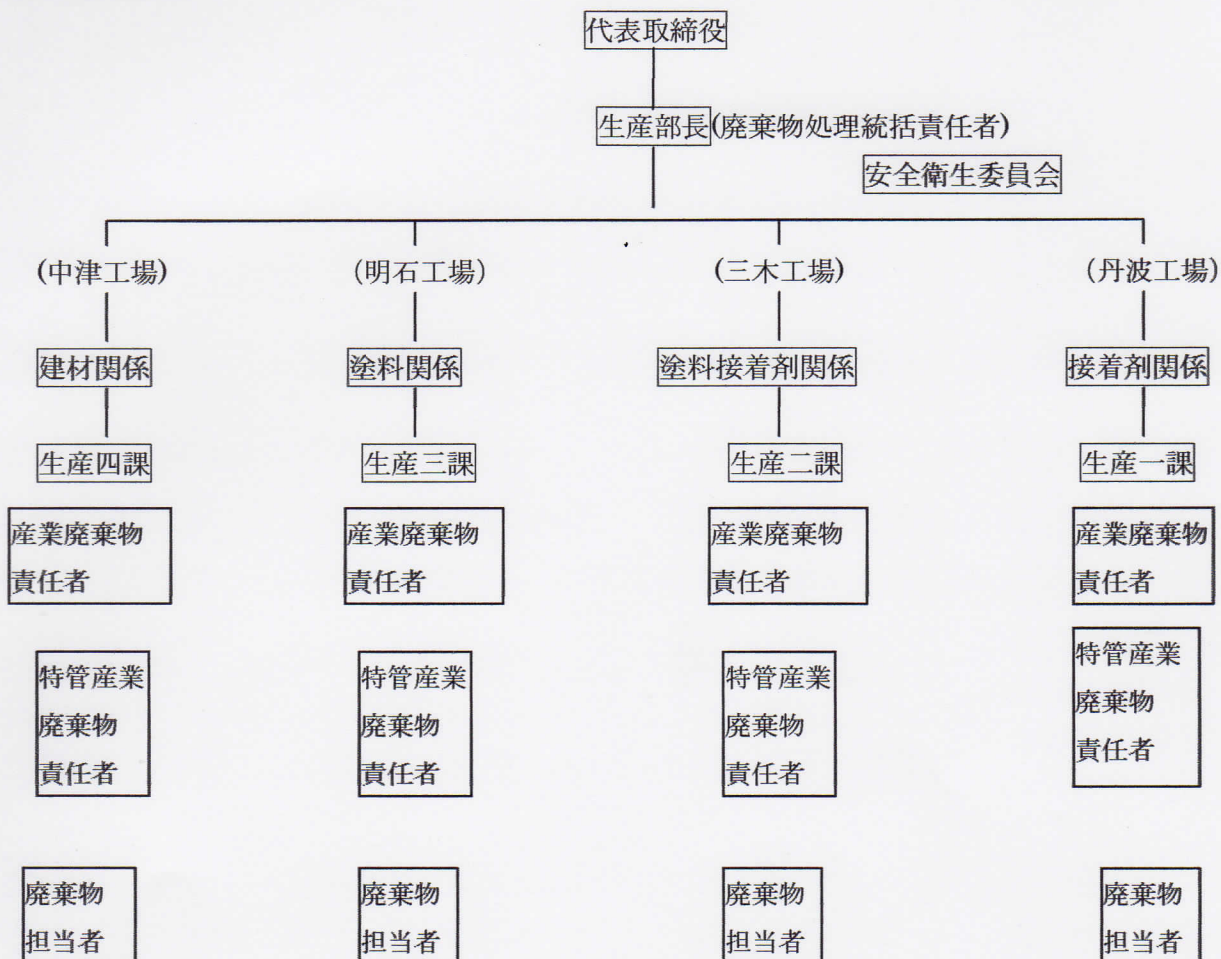 代表取締役
生産部長(廃棄物処理統括責任者)
安全衛生委員会
(中津工場)
(明石工場)
(三木工場)
(丹波工場)
建材関係
塗料関係
塗料接着剤関係
接着剤関係
生産四課
生産三課
生産二課
生産一課
産業廃棄物
責任者
産業廃棄物
責任者
産業廃棄物
責任者
産業廃棄物
責任者
特管産業
廃棄物
責任者
特管産業
廃棄物
責任者
特管産業
廃棄物
責任者
特管産業
廃棄物
責任者
廃棄物
担当者
廃棄物
担当者
廃棄物
担当者
廃棄物
担当者